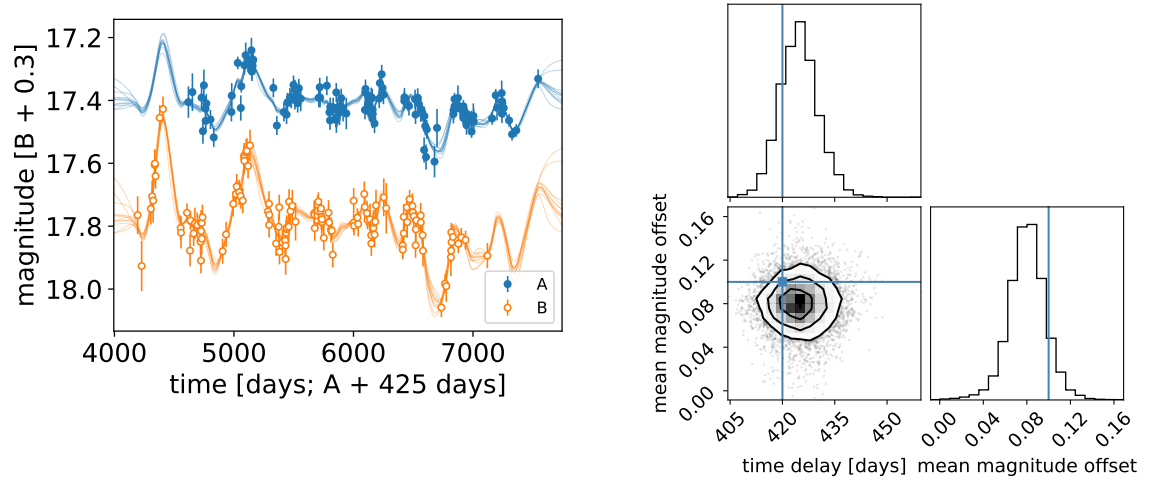 magnitude [B + 0.3]
17.2
17.4
17.6
17.8
18.0
4000 5000 6000 7000
time [days; A + 425 days]
A
B
mean magnitude offset
0.16
0.12
0.08
0.04
0.00
405 420 435 450
time delay [days]
0.00 0.04 0.08 0.12 0.16
mean magnitude offset